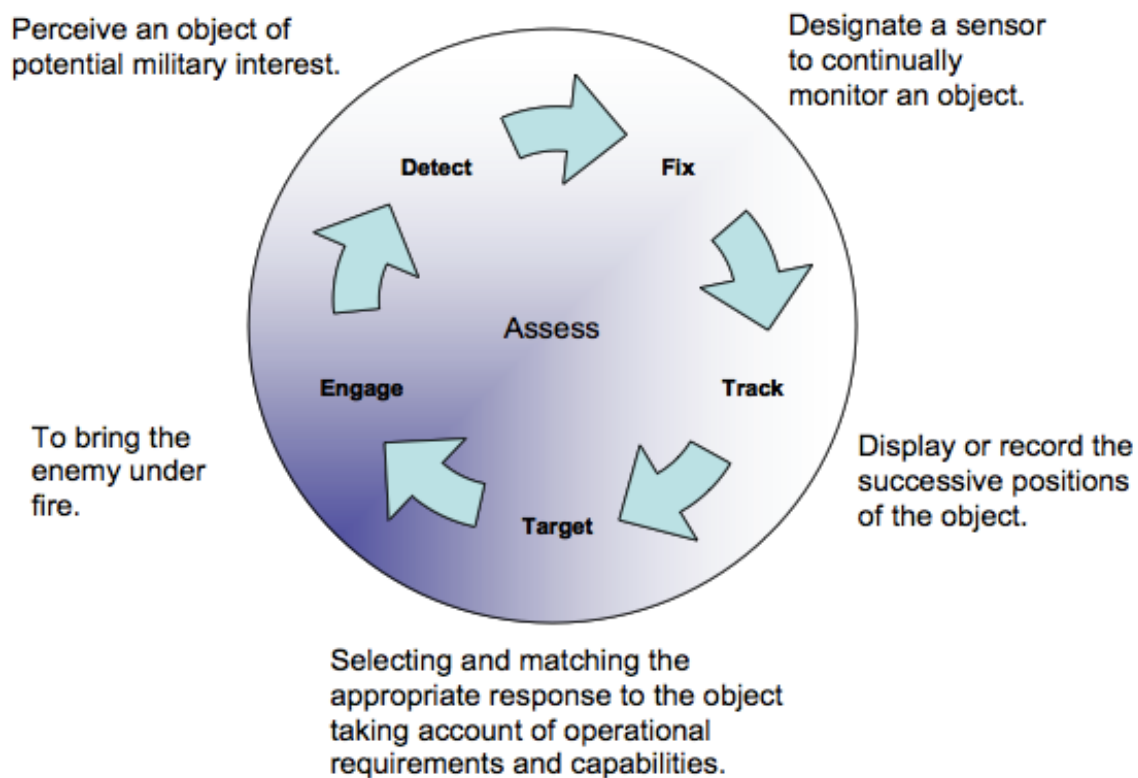 Perceive an object of
potential military interest.
Designate a sensor
to continually
monitor an object.
Detect
Fix
Assess
Engage
Track
To bring the
enemy under
fire.
Display or record the
successive positions
of the object.
Target
Selecting and matching the
appropriate response to the object
taking account of operational
requirements and capabilities.